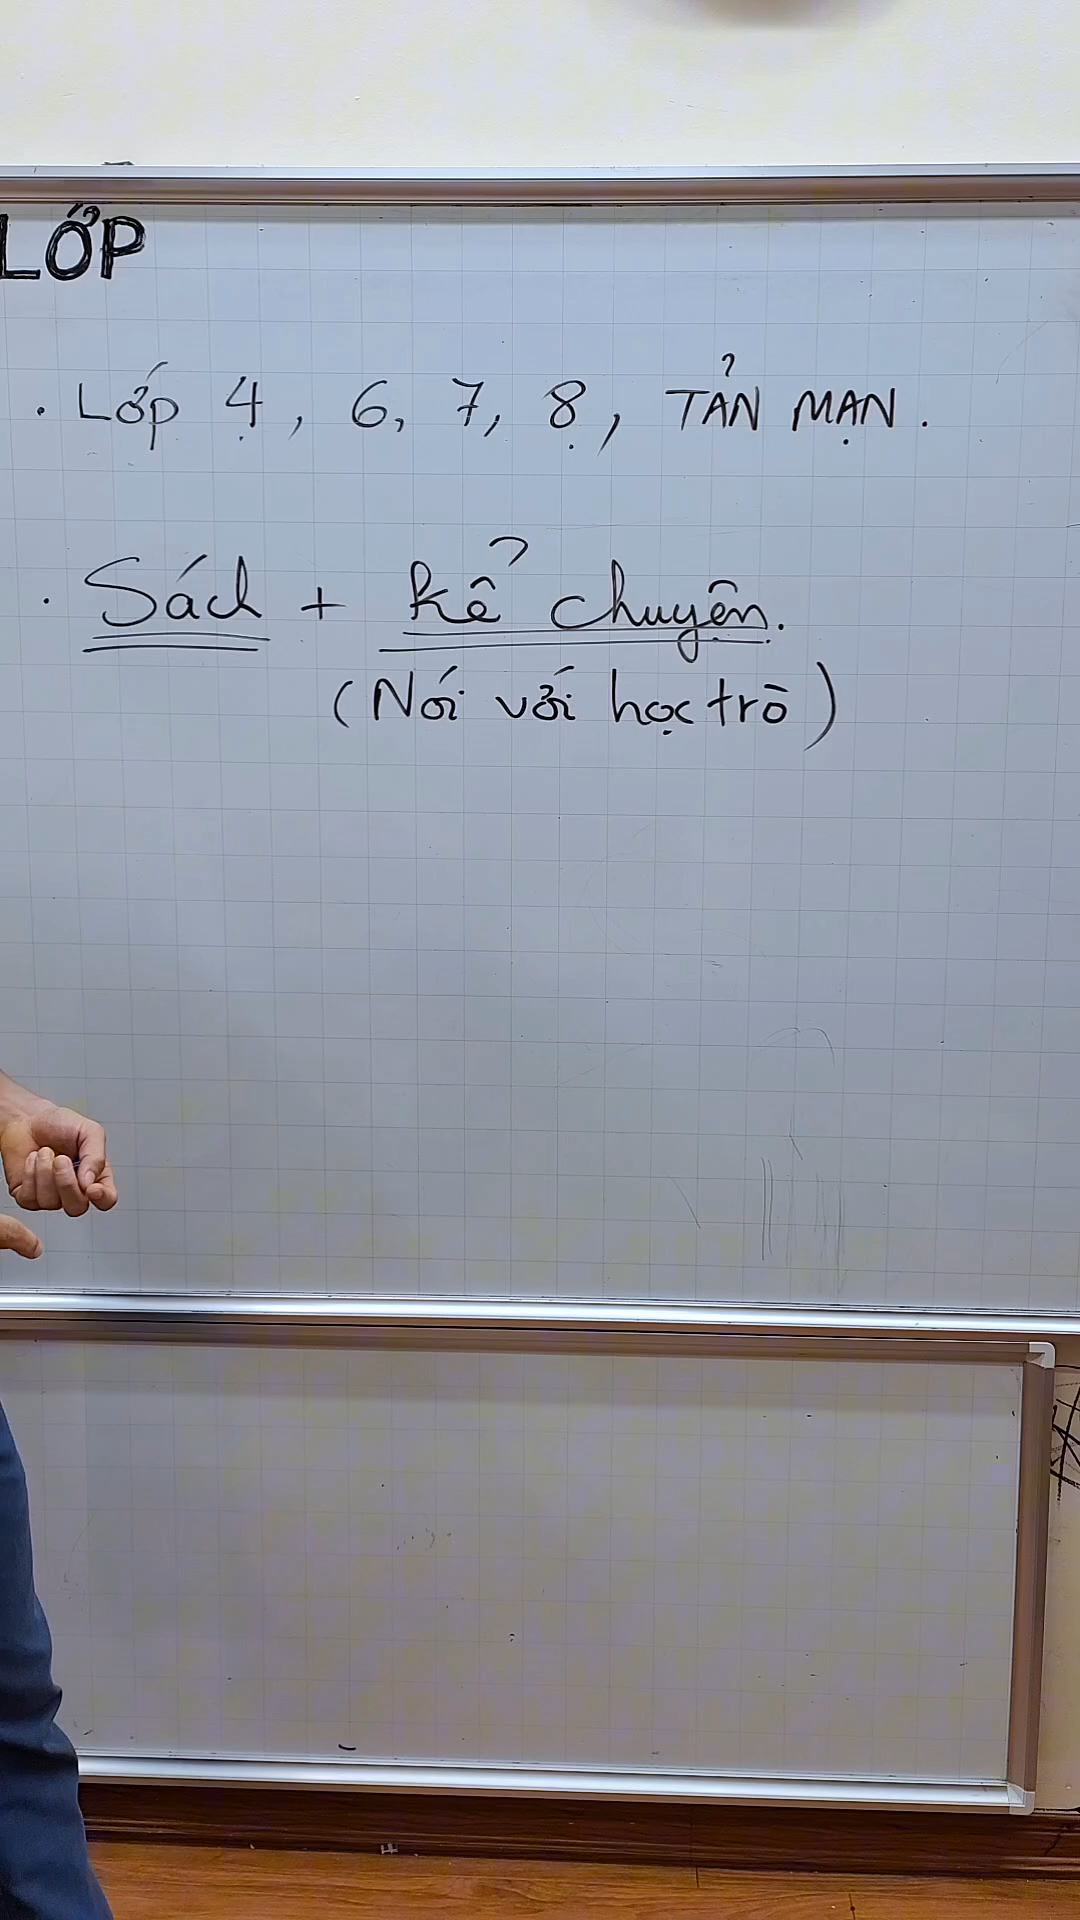 LỚP
. Lớp 4, 6, 7, 8, TẢN MẠN.
. Sách + Kể chuyện.
(Nói với học trò)